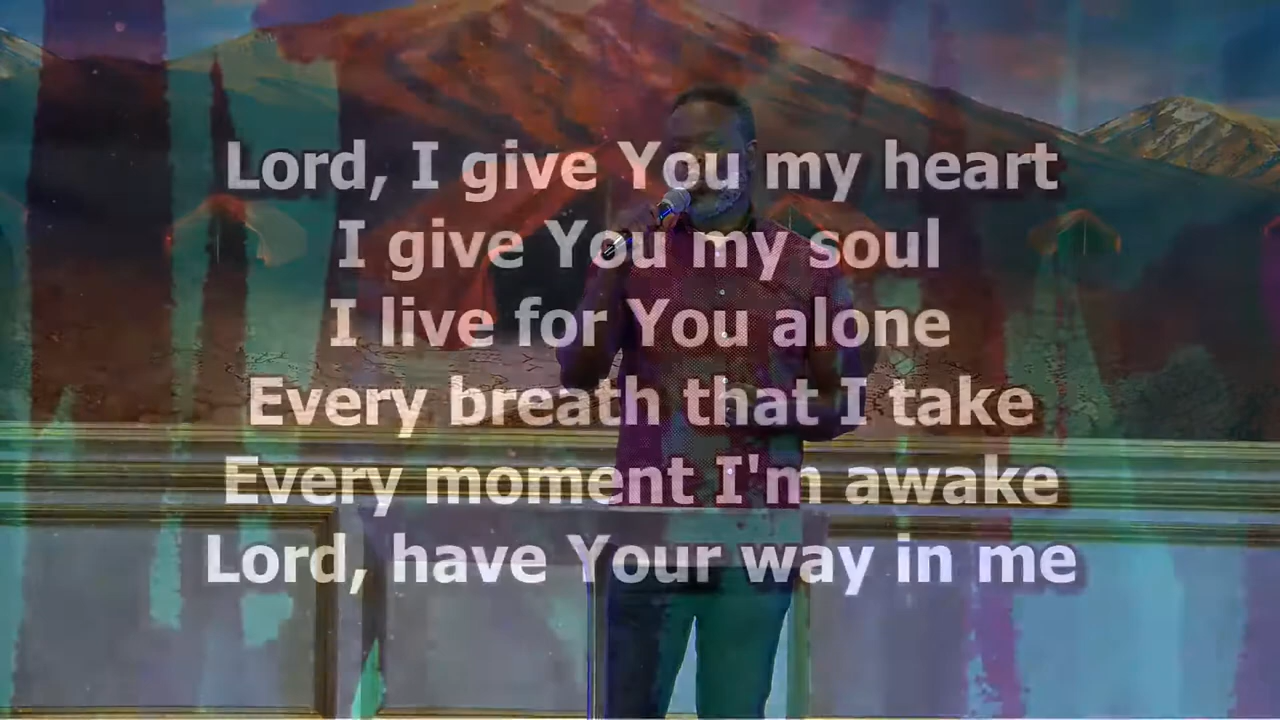 Lord, I give You my heart
I give You my soul
I live for You alone
Every breath that I take
Every moment I'm awake
Lord, have Your way in me